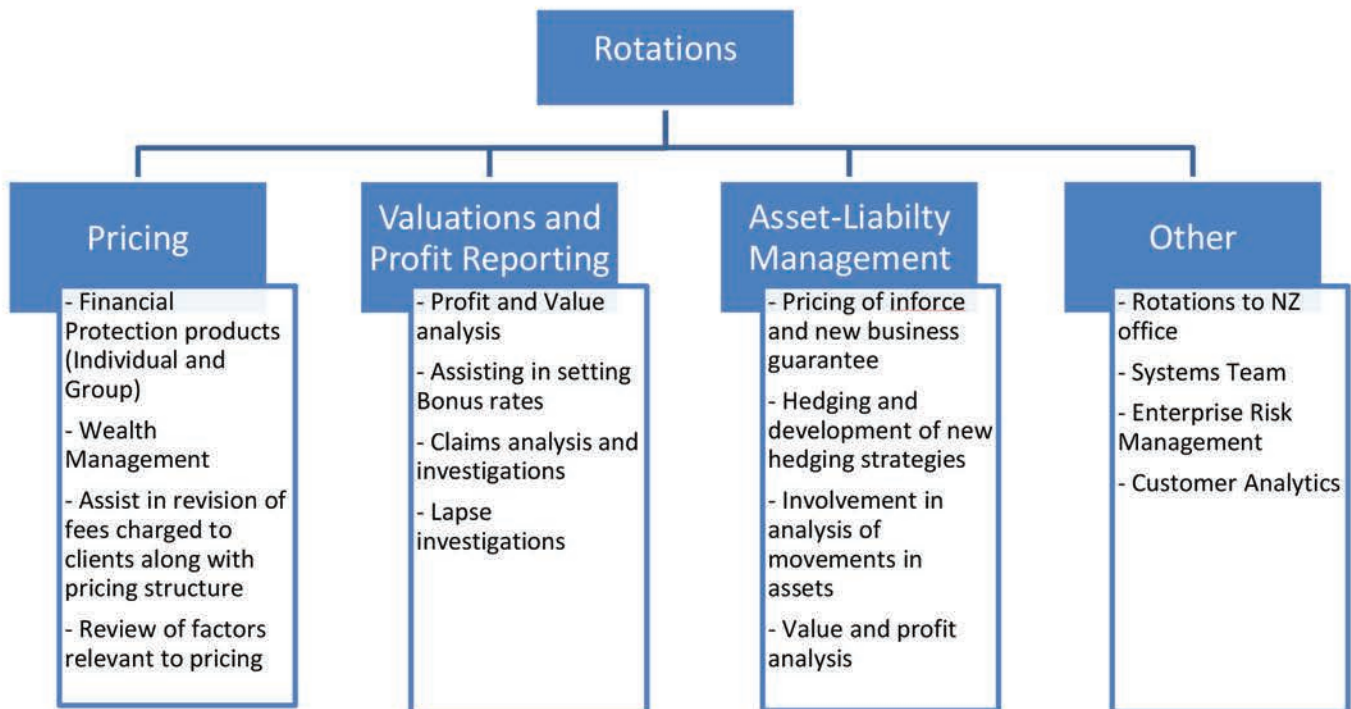 Rotations
Pricing
- Financial
Protection products
(Individual and
Group)
- Wealth
Management
- Assist in revision of
fees charged to
clients along with
pricing structure
- Review of factors
relevant to pricing
Valuations and
Profit Reporting
- Profit and Value
analysis
- Assisting in setting
Bonus rates
- Claims analysis and
investigations
- Lapse
investigations
Asset-Liabilty
Management
- Pricing of inforce
and new business
guarantee
- Hedging and
development of new
hedging strategies
- Involvement in
analysis of
movements in
assets
- Value and profit
analysis
Other
- Rotations to NZ
office
- Systems Team
- Enterprise Risk
Management
- Customer Analytics